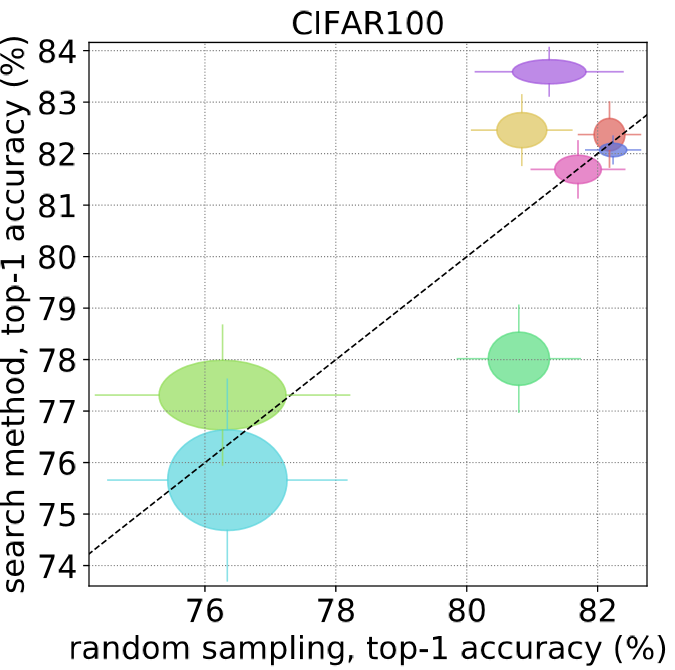 CIFAR100
search method, top-1 accuracy (%)
84
83
82
81
80
79
78
77
76
75
74
76 78 80 82
random sampling, top-1 accuracy (%)